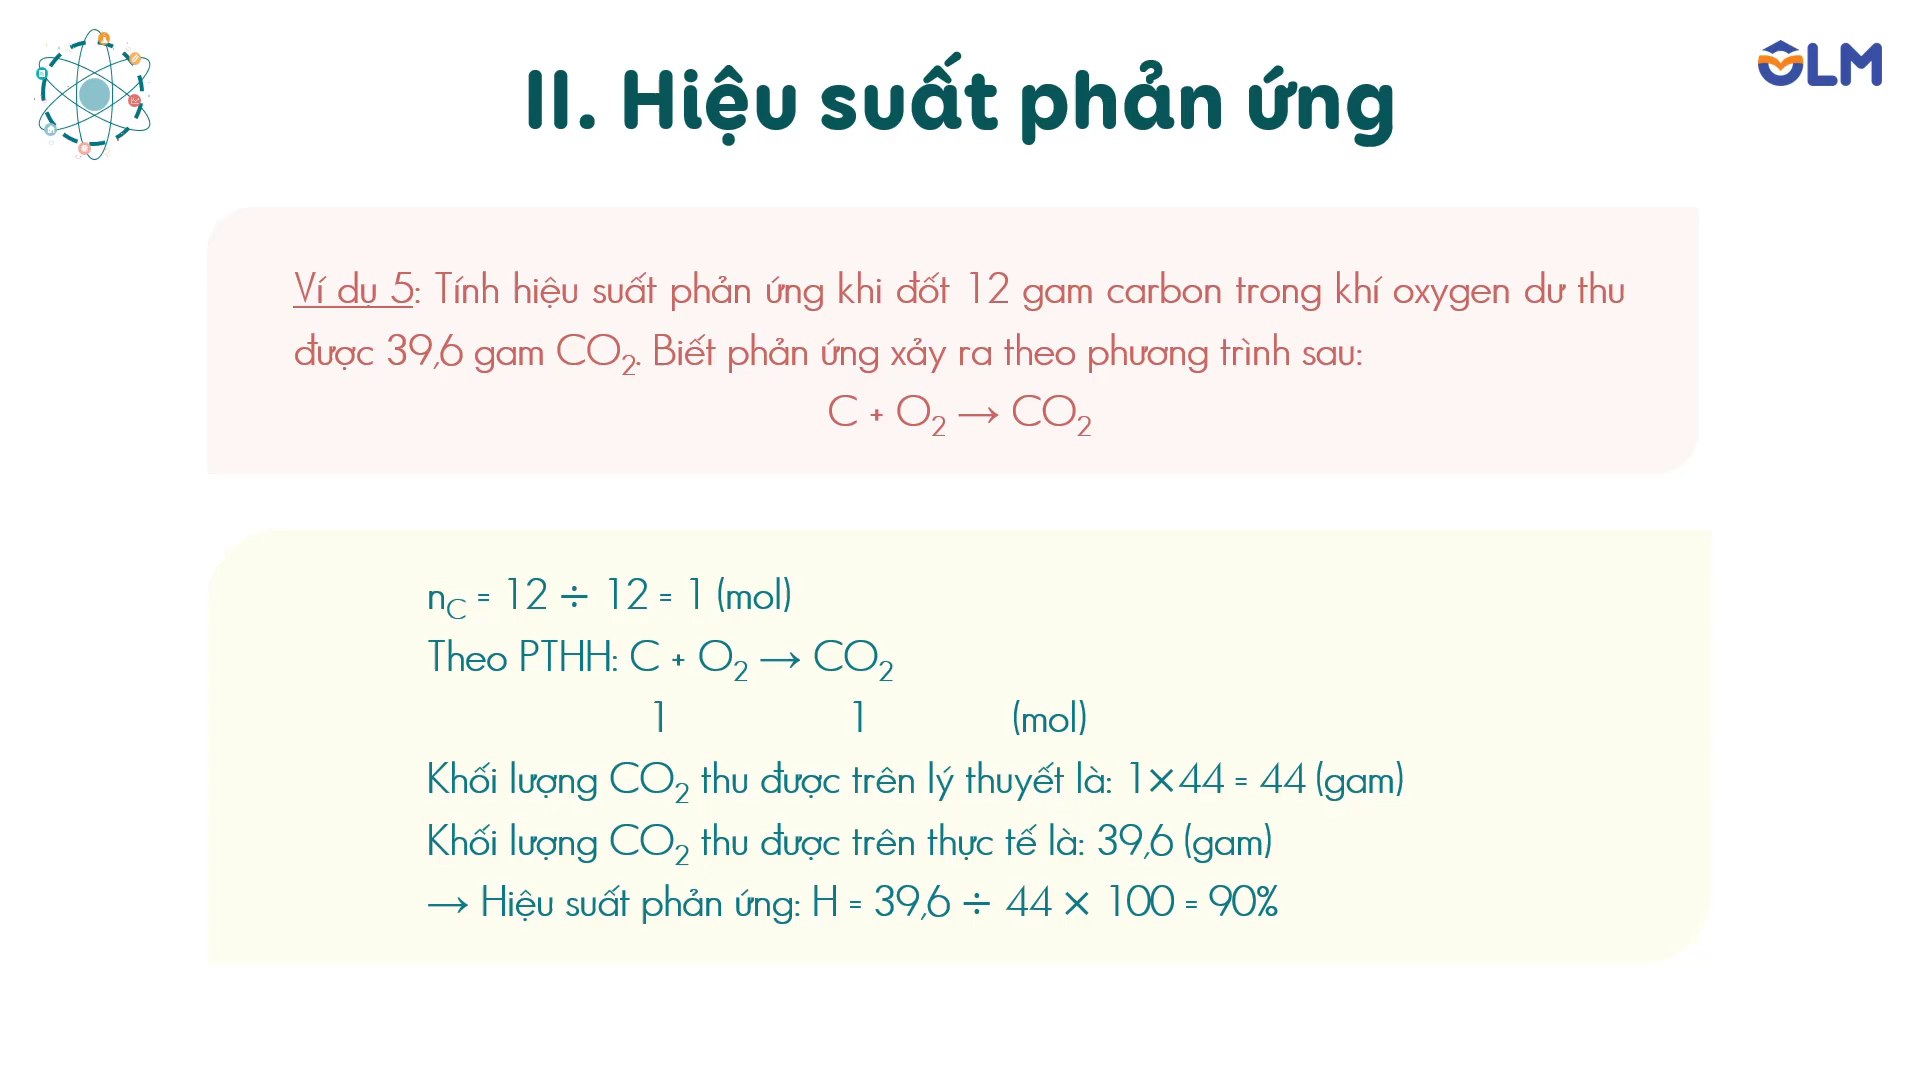 ÔLM
II. Hiệu suất phản ứng
Ví dụ 5: Tính hiệu suất phản ứng khi đốt 12 gam carbon trong khí oxygen dư thu
được 39,6 gam CO₂. Biết phản ứng xảy ra theo phương trình sau:
C + O₂ → CO₂
n_C = 12 ÷ 12 = 1 (mol)
Theo PTHH: C + O₂ → CO₂
1 1 (mol)
Khối lượng CO₂ thu được trên lý thuyết là: 1×44 = 44 (gam)
Khối lượng CO₂ thu được trên thực tế là: 39,6 (gam)
→ Hiệu suất phản ứng: H = 39,6 ÷ 44 × 100 = 90%